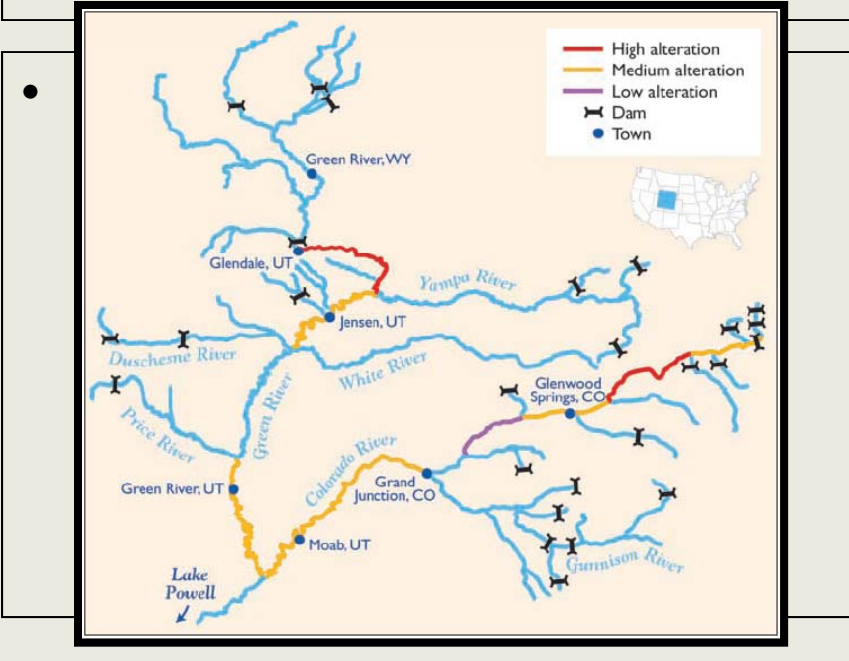 •
High alteration
Medium alteration
Low alteration
Dam
Town
Green River, WY
Glendale, UT
Yampa River
Jensen, UT
Duschesne River
White River
Green River
Price River
Glenwood
Springs, CO
Colorado River
Green River, UT
Grand
Junction, CO
Moab, UT
Gunnison River
Lake
Powell